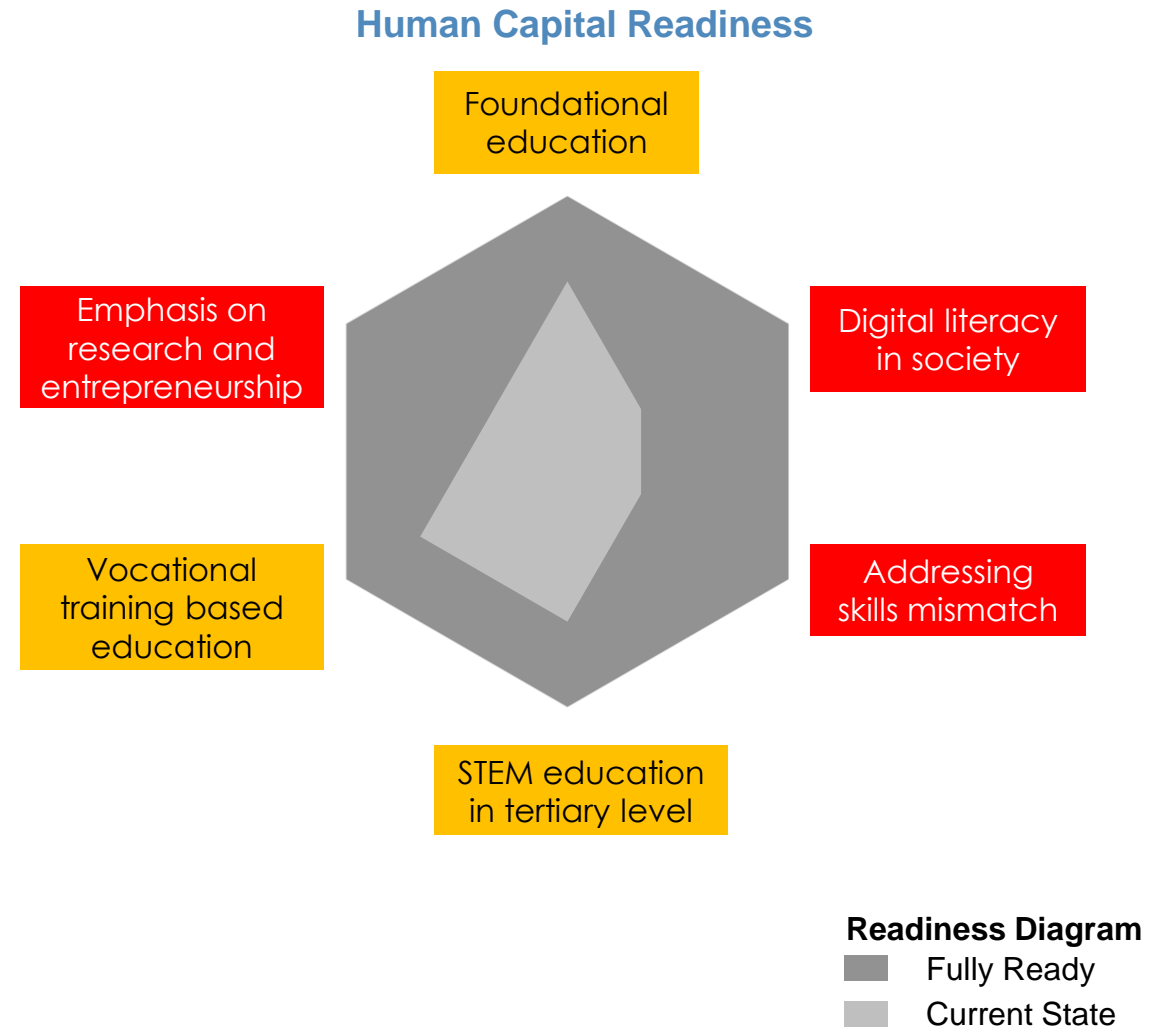 Human Capital Readiness
Foundational
education
Emphasis on
research and
entrepreneurship
Digital literacy
in society
Vocational
training based
education
Addressing
skills mismatch
STEM education
in tertiary level
Readiness Diagram
Fully Ready
Current State